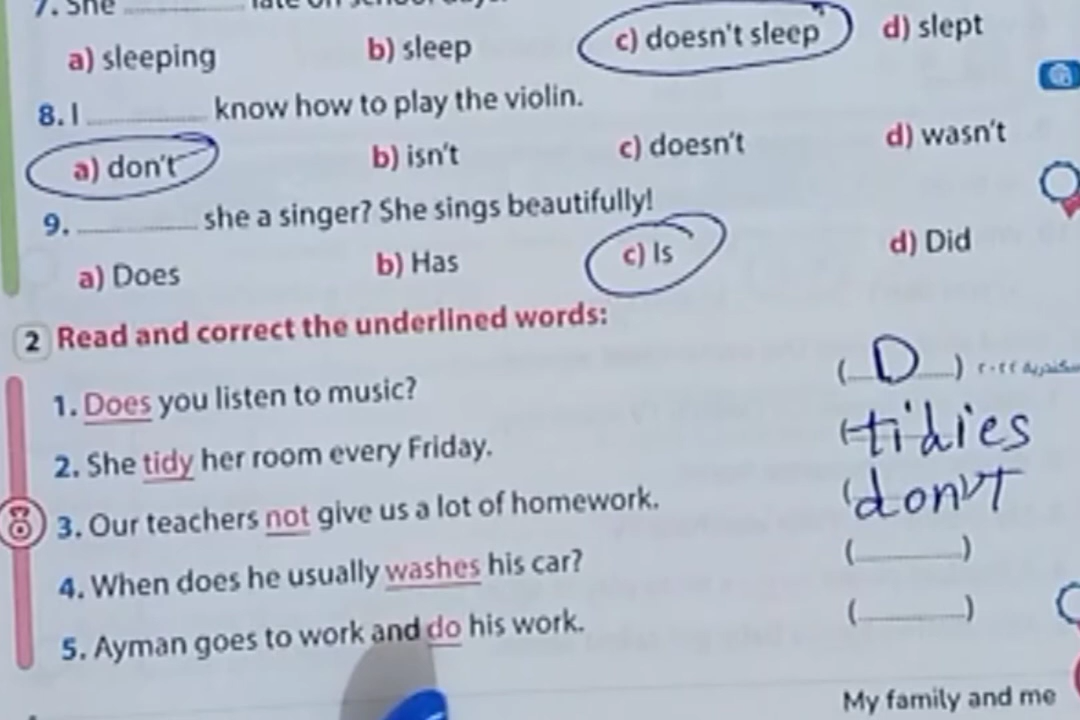 7. She ............ late on school days.
a) sleeping b) sleep c) doesn't sleep d) slept
8. I ............ know how to play the violin.
a) don't b) isn't c) doesn't d) wasn't
9. ............ she a singer? She sings beautifully!
a) Does b) Has c) Is d) Did
2 Read and correct the underlined words:
1. Does you listen to music? (D)
2. She tidy her room every Friday. (tidies
3. Our teachers not give us a lot of homework. (don't
4. When does he usually washes his car? (............)
5. Ayman goes to work and do his work. (............)
My family and me